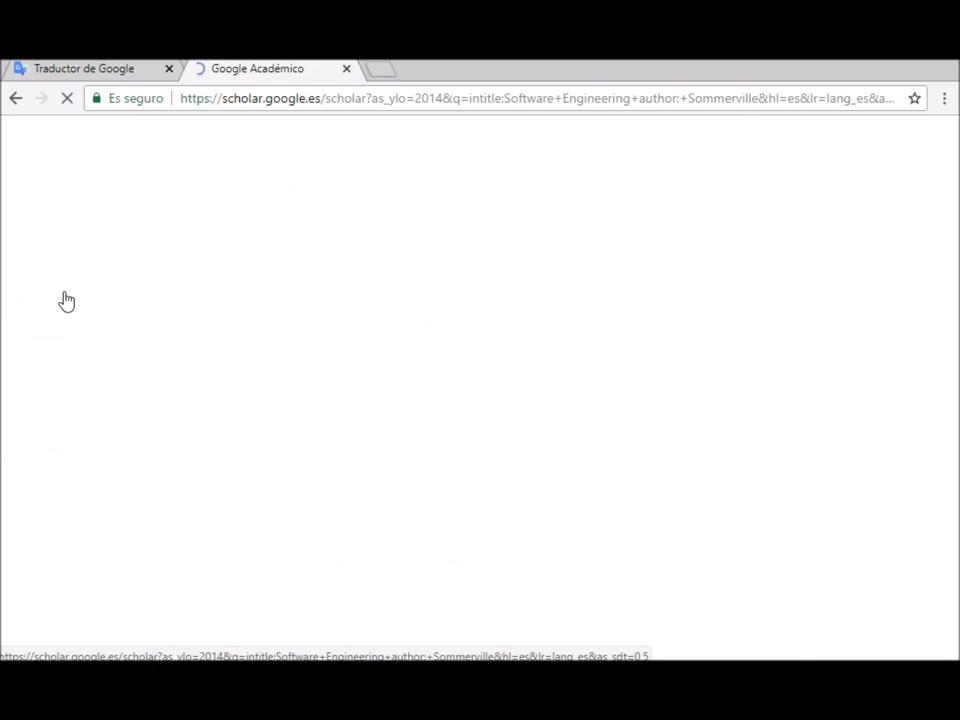 Traductor de Google
Google Académico
Es seguro
https://scholar.google.es/scholar?as_ylo=2014&q=intitle:Software+Engineering+author:+Sommerville&hl=es&lr=lang_es&a...
https://scholar.google.es/scholar?as_ylo=2014&q=intitle:Software+Engineering+author:+Sommerville&hl=es&lr=lang_es&as_sdt=0,5